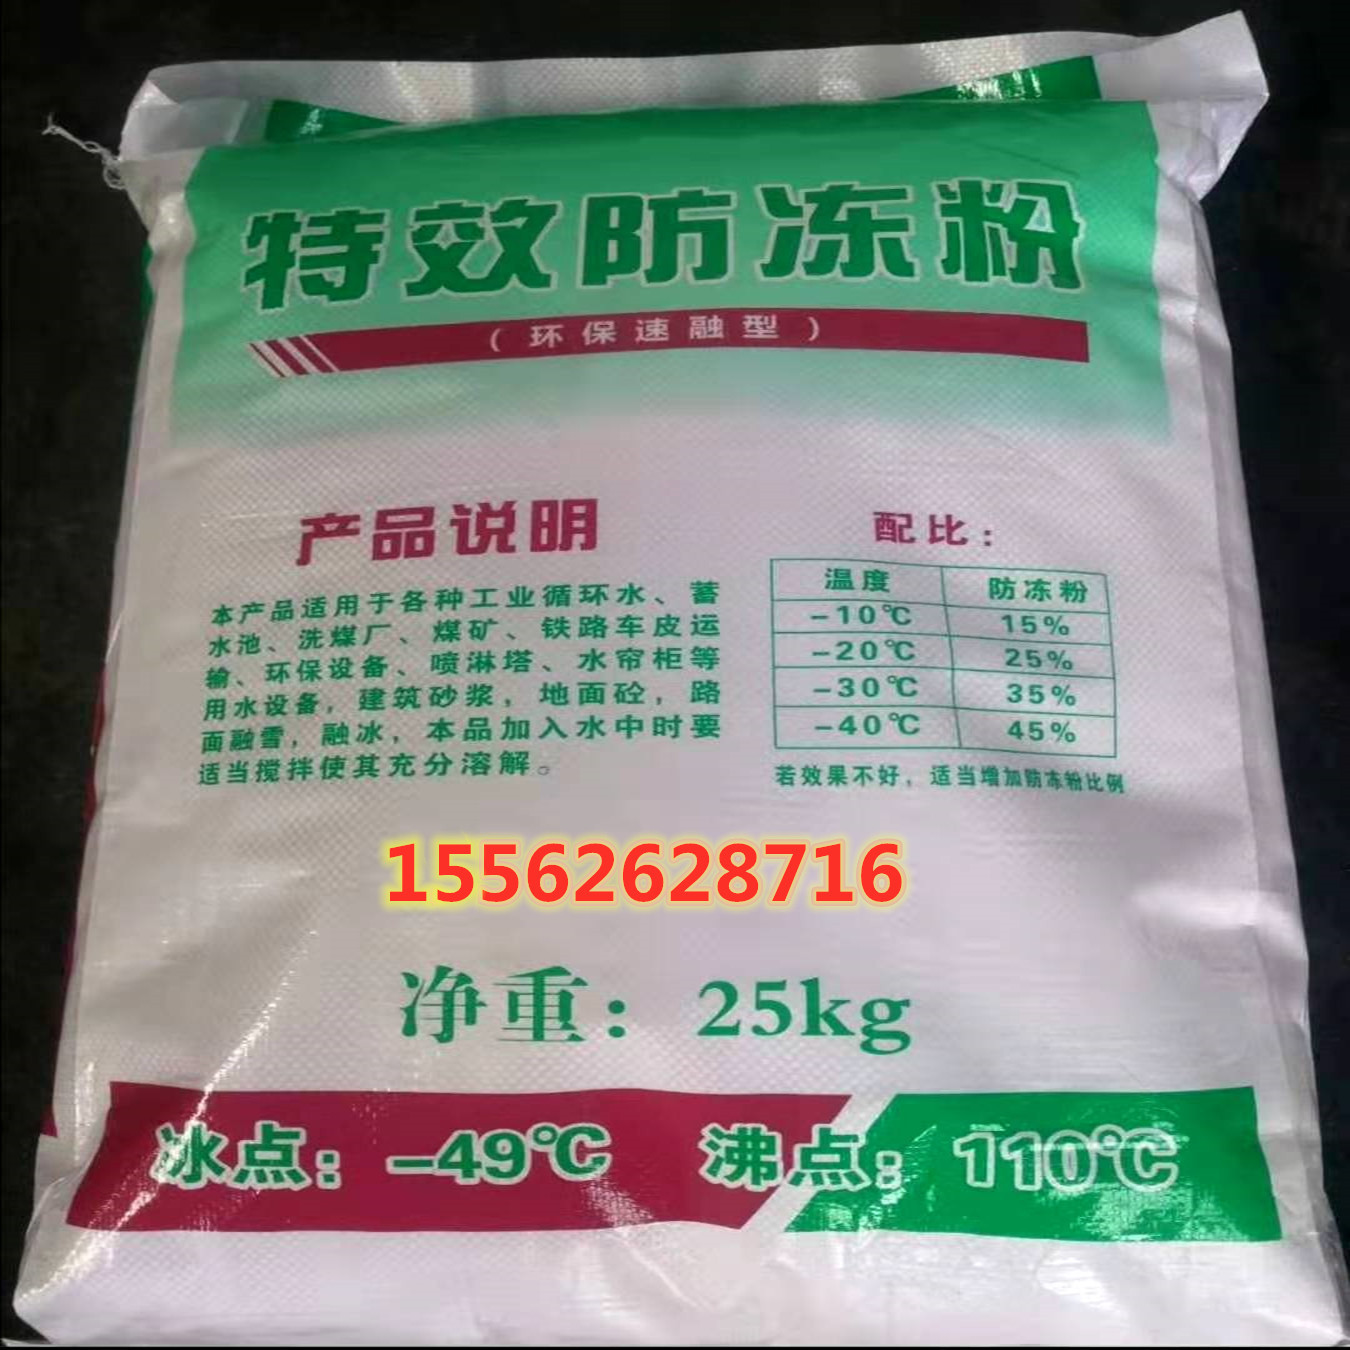 特效防冻粉
（环保速融型）
产品说明
本产品适用于各种工业循环水、蓄
水池、洗煤厂、煤矿、铁路车皮运
输、环保设备、喷淋塔、水帘柜等
用水设备，建筑砂浆，地面砼，路
面融雪，融冰，本品加入水中时要
适当搅拌使其充分溶解。
配比：
温度 防冻粉
-10℃ 15%
-20℃ 25%
-30℃ 35%
-40℃ 45%
若效果不好，适当增加防冻粉比例
15562628716
净重：25kg
冰点：-49℃ 沸点：110℃